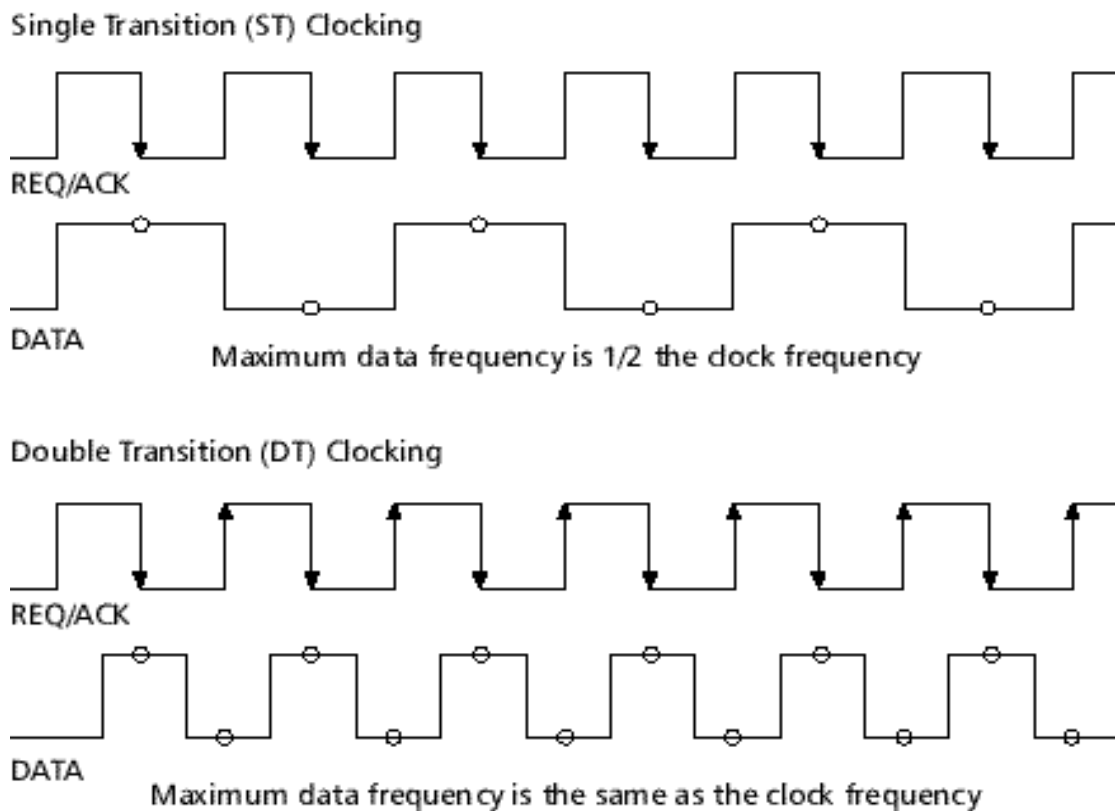 Single Transition (ST) Clocking
REQ/ACK
DATA
Maximum data frequency is 1/2 the clock frequency
Double Transition (DT) Clocking
REQ/ACK
DATA
Maximum data frequency is the same as the clock frequency